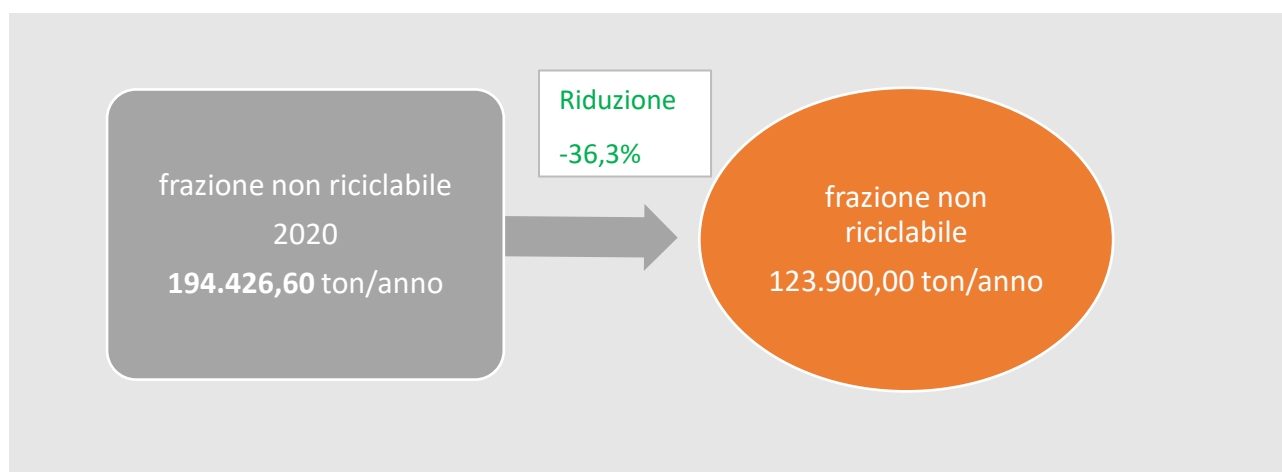 Riduzione
-36,3%
frazione non riciclabile
2020
194.426,60 ton/anno
frazione non
riciclabile
123.900,00 ton/anno